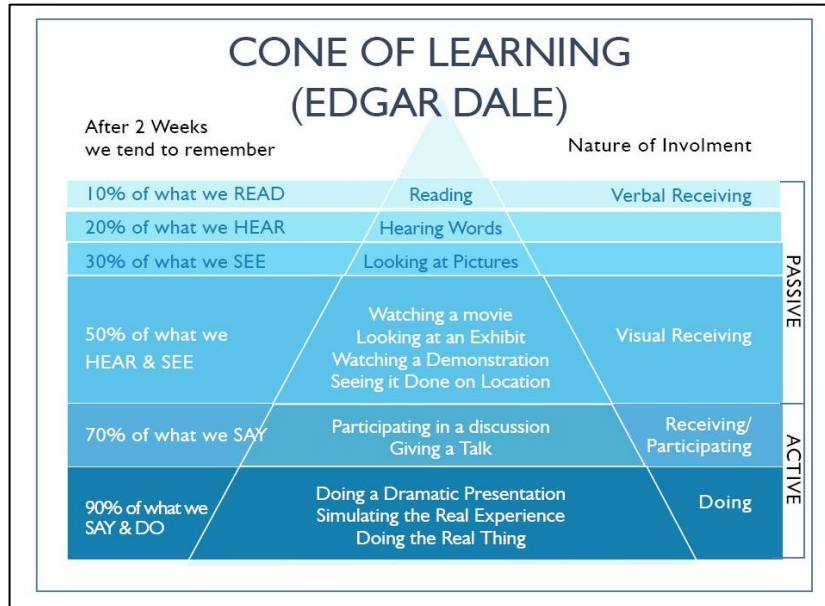 CONE OF LEARNING
(EDGAR DALE)
After 2 Weeks
we tend to remember
Nature of Involment
10% of what we READ
Reading
Verbal Receiving
20% of what we HEAR
Hearing Words
30% of what we SEE
Looking at Pictures
50% of what we
HEAR & SEE
Watching a movie
Looking at an Exhibit
Watching a Demonstration
Seeing it Done on Location
Visual Receiving
PASSIVE
70% of what we SAY
Participating in a discussion
Giving a Talk
Receiving/
Participating
90% of what we
SAY & DO
Doing a Dramatic Presentation
Simulating the Real Experience
Doing the Real Thing
Doing
ACTIVE